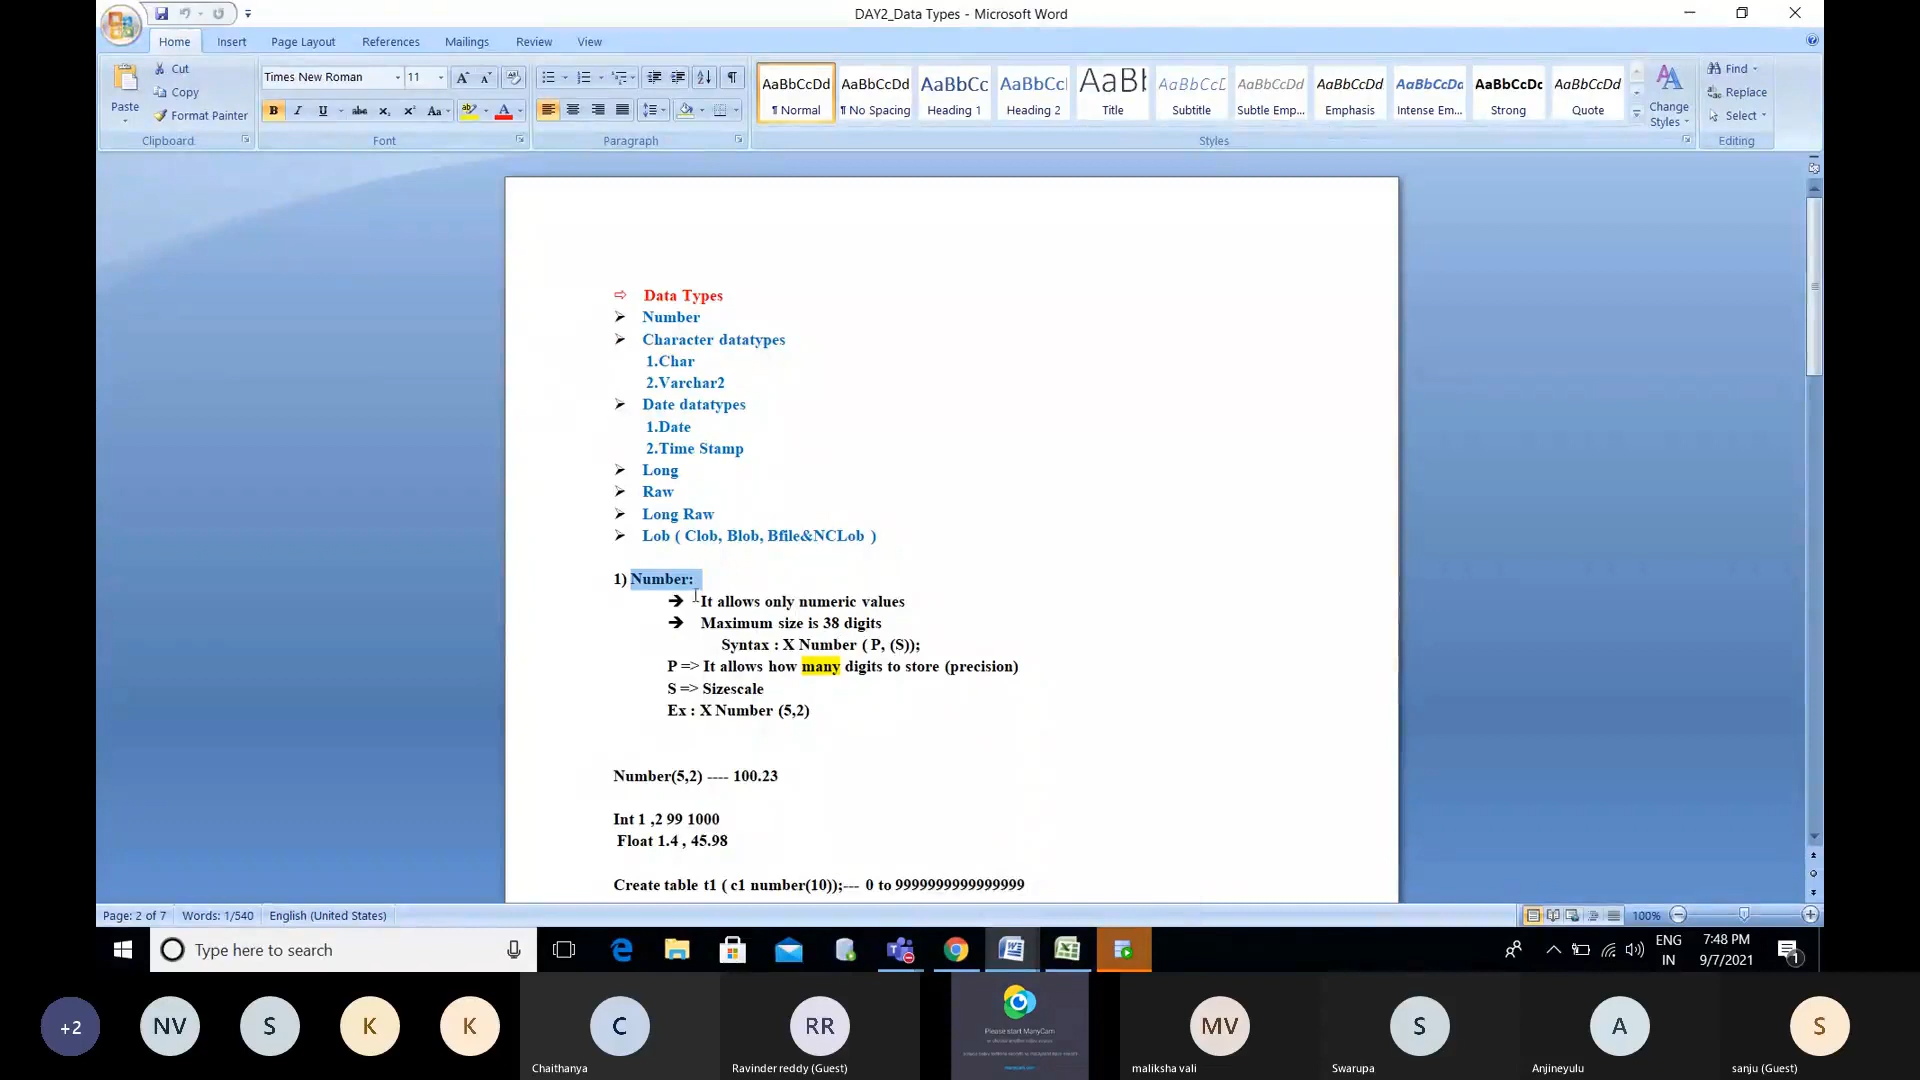 DAY2_Data Types - Microsoft Word
Home Insert Page Layout References Mailings Review View
Paste
Cut
Copy
Format Painter
Clipboard
Times New Roman 11
Font
Paragraph
AaBbCcDd AaBbCcDd AaBbCc AaBbCc AaBb AaBbCcD AaBbCcDd AaBbCcDd AaBbCcDd AaBbCcDc AaBbCcDd
¶ Normal ¶ No Spacing Heading 1 Heading 2 Title Subtitle Subtle Emp... Emphasis Intense Em... Strong Quote
Styles
Change Styles
Find
Replace
Select
Editing
⇨ Data Types
➢ Number
➢ Character datatypes
1.Char
2.Varchar2
➢ Date datatypes
1.Date
2.Time Stamp
➢ Long
➢ Raw
➢ Long Raw
➢ Lob ( Clob, Blob, Bfile&NCLob )
1) Number:
➔ It allows only numeric values
➔ Maximum size is 38 digits
Syntax : X Number ( P, (S));
P => It allows how many digits to store (precision)
S => Sizescale
Ex : X Number (5,2)
Number(5,2) ---- 100.23
Int 1 ,2 99 1000
Float 1.4 , 45.98
Create table t1 ( c1 number(10));--- 0 to 9999999999999999
Page: 2 of 7 Words: 1/540 English (United States) 100%
Type here to search
ENG
IN
7:48 PM
9/7/2021
1
+2 NV S K K C RR MV S A S
Please start ManyCam
Chaithanya Ravinder reddy (Guest) maliksha vali Swarupa Anjineyulu sanju (Guest)